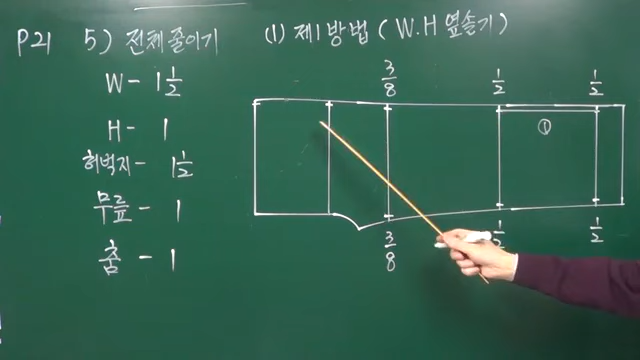 P21 5) 전체 줄이기 (1) 제1방법 (W.H 옆솔기)
W - 1 1/2
H - 1
허벅지 - 1 1/2
무릎 - 1
춤 - 1
3/8 1/2 1/2
①
3/8 1/2 1/2